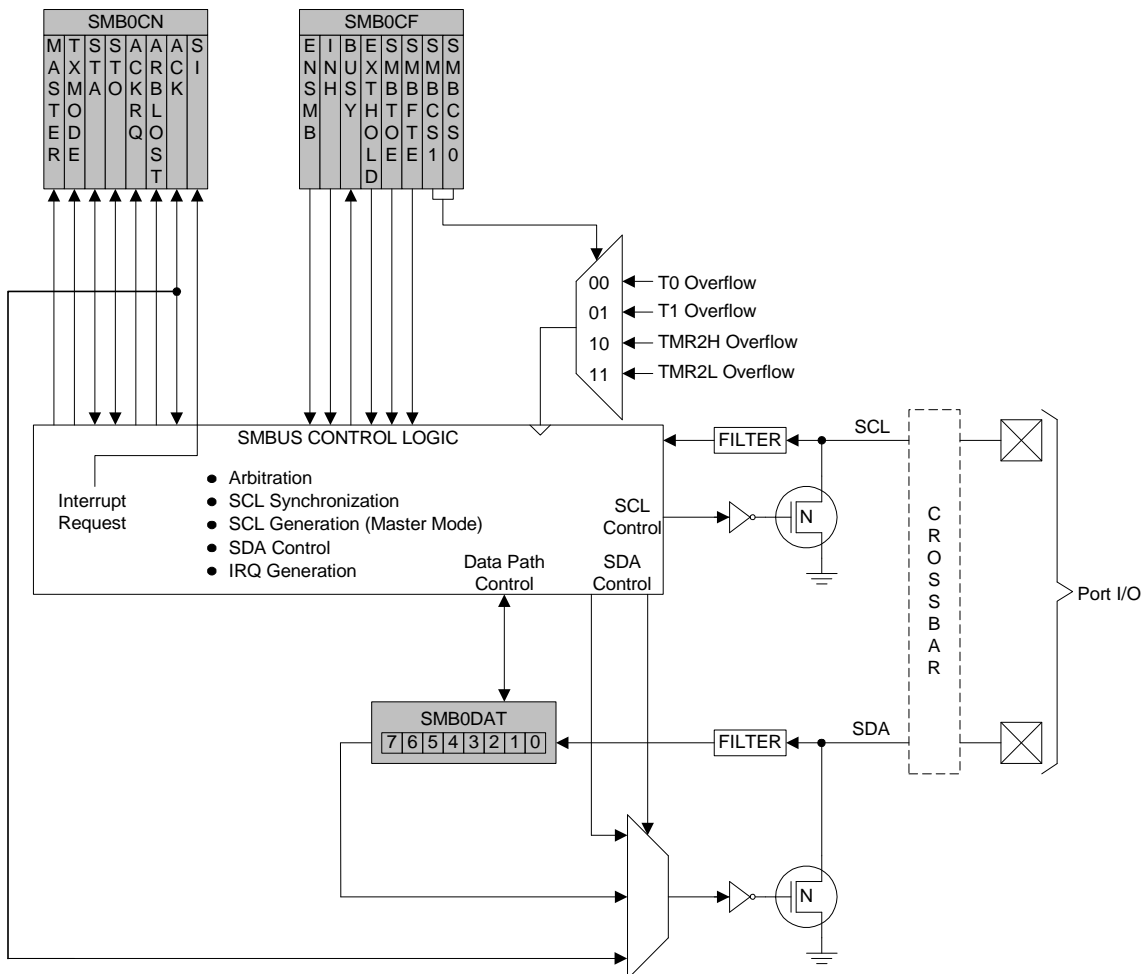 SMB0CN
MASTER
TXMODE
STA
STO
ACKRQ
ARBLOST
ACK
SI
SMB0CF
ENSMB
INH
BUSY
EXTHOLD
SMBTOE
SMBFTE
SMBCS1
SMBCS0
00
T0 Overflow
01
T1 Overflow
10
TMR2H Overflow
11
TMR2L Overflow
SMBUS CONTROL LOGIC
Interrupt
Request
● Arbitration
● SCL Synchronization
● SCL Generation (Master Mode)
● SDA Control
● IRQ Generation
SCL
Control
Data Path
Control
SDA
Control
FILTER
SCL
N
CROSSBAR
Port I/O
SMB0DAT
7 6 5 4 3 2 1 0
FILTER
SDA
N